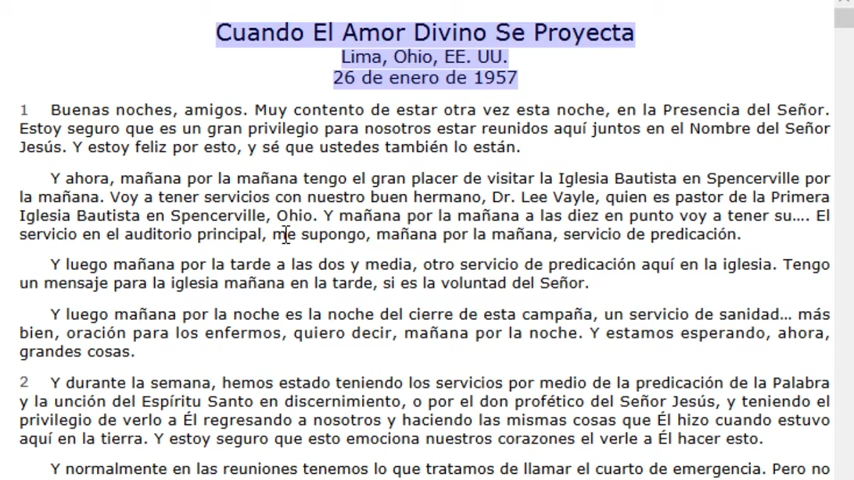 Cuando El Amor Divino Se Proyecta
Lima, Ohio, EE. UU.
26 de enero de 1957
1 Buenas noches, amigos. Muy contento de estar otra vez esta noche, en la Presencia del Señor.
Estoy seguro que es un gran privilegio para nosotros estar reunidos aquí juntos en el Nombre del Señor
Jesús. Y estoy feliz por esto, y sé que ustedes también lo están.
Y ahora, mañana por la mañana tengo el gran placer de visitar la Iglesia Bautista en Spencerville por
la mañana. Voy a tener servicios con nuestro buen hermano, Dr. Lee Vayle, quien es pastor de la Primera
Iglesia Bautista en Spencerville, Ohio. Y mañana por la mañana a las diez en punto voy a tener su.... El
servicio en el auditorio principal, me supongo, mañana por la mañana, servicio de predicación.
Y luego mañana por la tarde a las dos y media, otro servicio de predicación aquí en la iglesia. Tengo
un mensaje para la iglesia mañana en la tarde, si es la voluntad del Señor.
Y luego mañana por la noche es la noche del cierre de esta campaña, un servicio de sanidad... más
bien, oración para los enfermos, quiero decir, mañana por la noche. Y estamos esperando, ahora,
grandes cosas.
2 Y durante la semana, hemos estado teniendo los servicios por medio de la predicación de la Palabra
y la unción del Espíritu Santo en discernimiento, o por el don profético del Señor Jesús, y teniendo el
privilegio de verlo a Él regresando a nosotros y haciendo las mismas cosas que Él hizo cuando estuvo
aquí en la tierra. Y estoy seguro que esto emociona nuestros corazones el verle a Él hacer esto.
Y normalmente en las reuniones tenemos lo que tratamos de llamar el cuarto de emergencia. Pero no